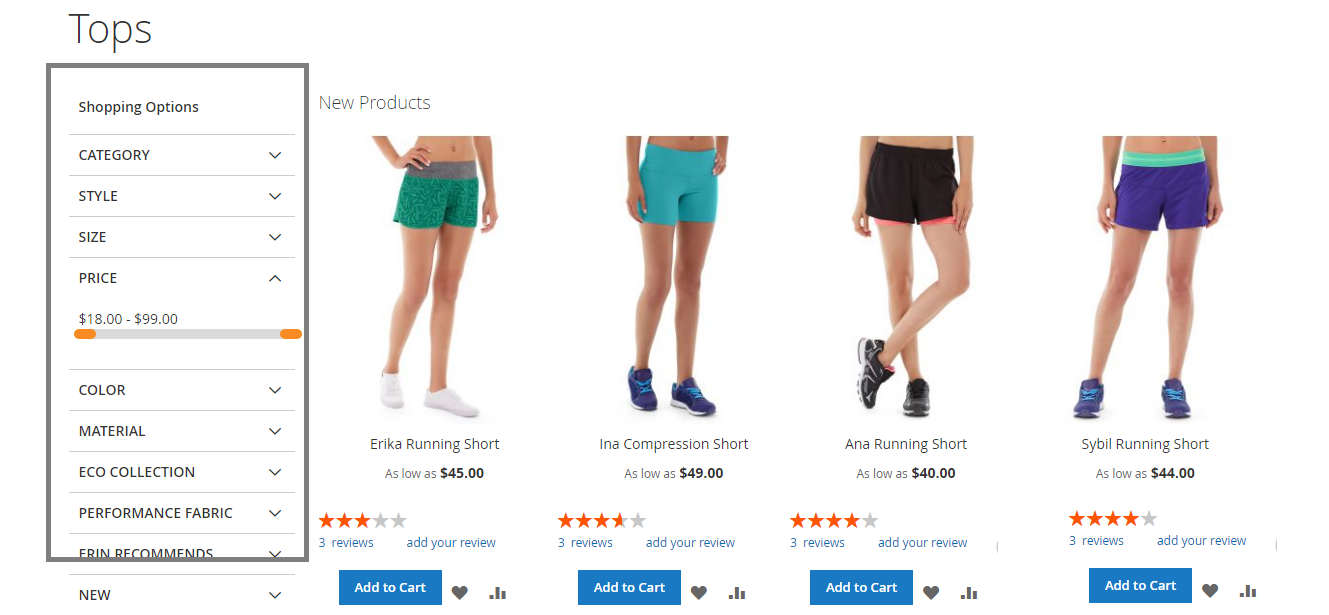 Tops
Shopping Options
CATEGORY
STYLE
SIZE
PRICE
$18.00 - $99.00
COLOR
MATERIAL
ECO COLLECTION
PERFORMANCE FABRIC
ERIN RECOMMENDS
NEW
New Products
Erika Running Short
As low as $45.00
3 reviews add your review
Add to Cart
Ina Compression Short
As low as $49.00
3 reviews add your review
Add to Cart
Ana Running Short
As low as $40.00
3 reviews add your review
Add to Cart
Sybil Running Short
As low as $44.00
3 reviews add your review
Add to Cart